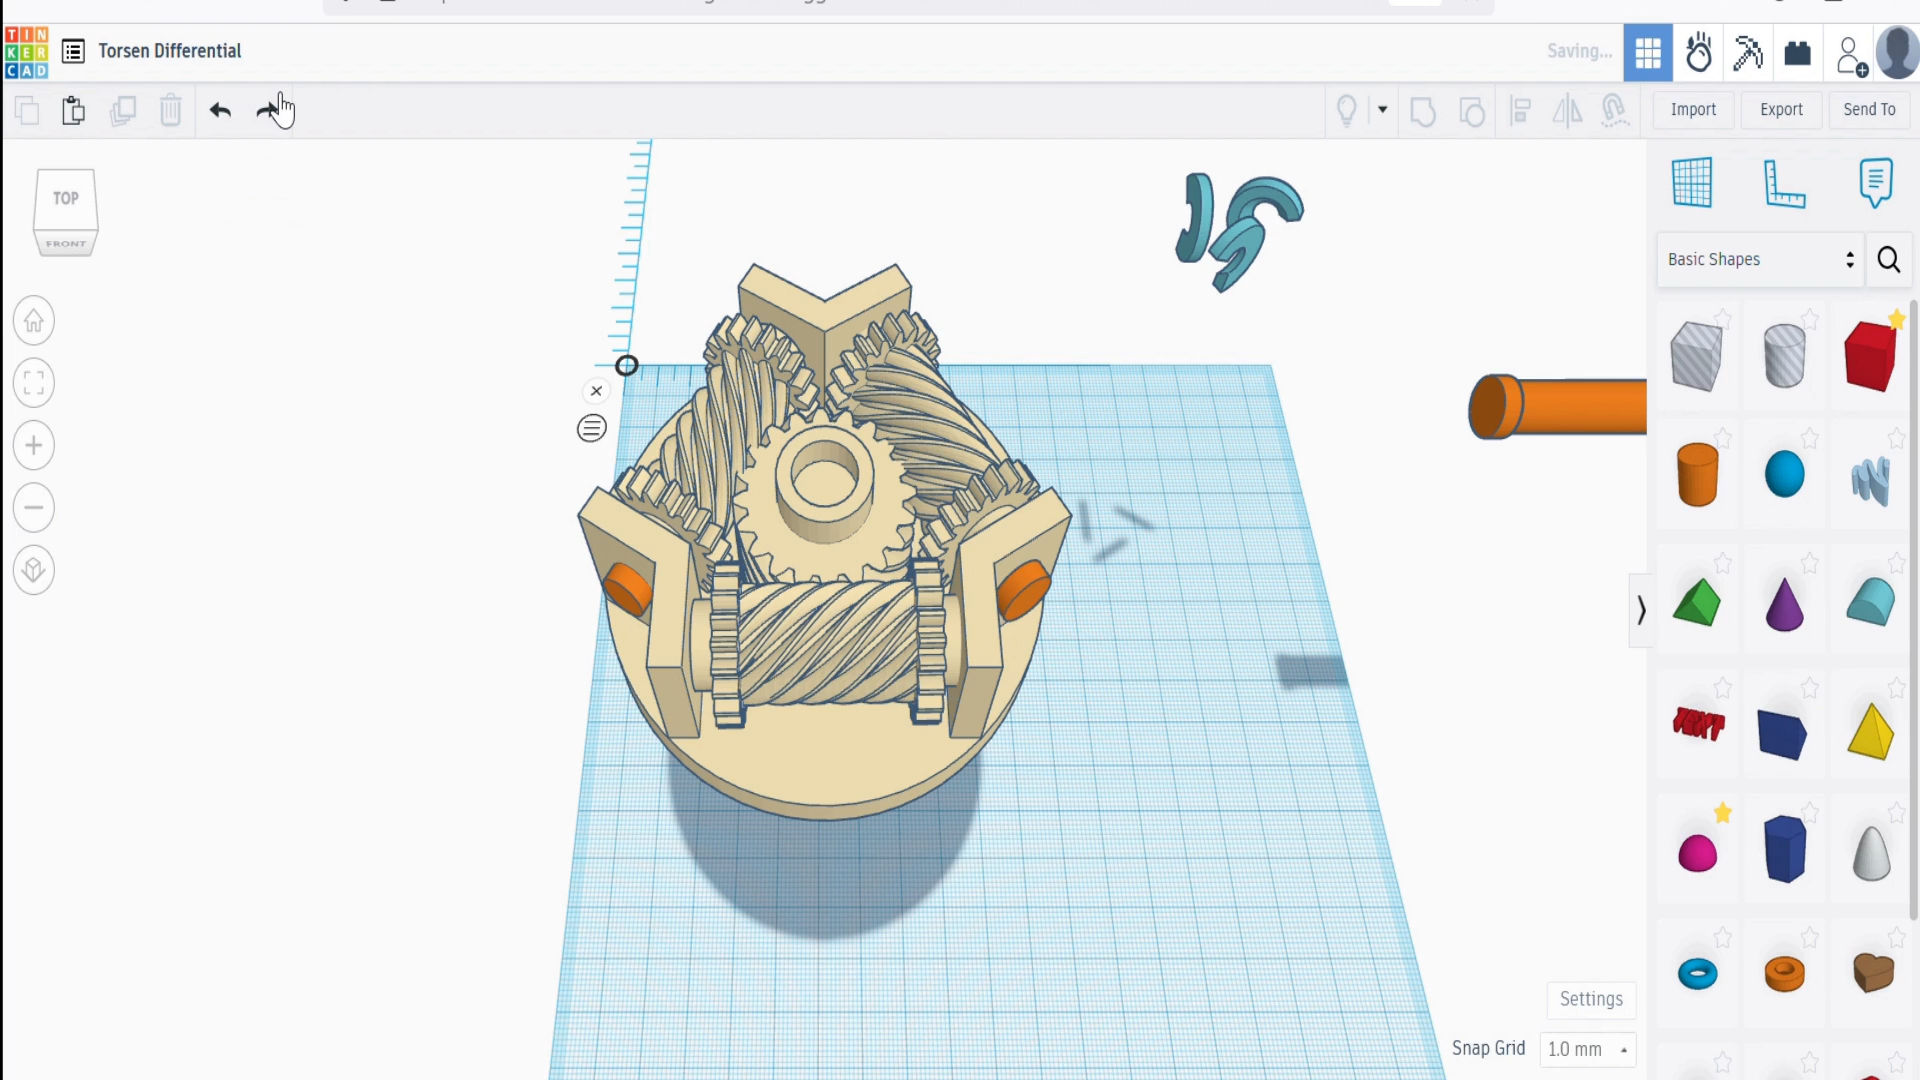 TIN
KER
CAD
Torsen Differential
Saving...
Import
Export
Send To
TOP
FRONT
Basic Shapes
TEXT
Settings
Snap Grid
1.0 mm